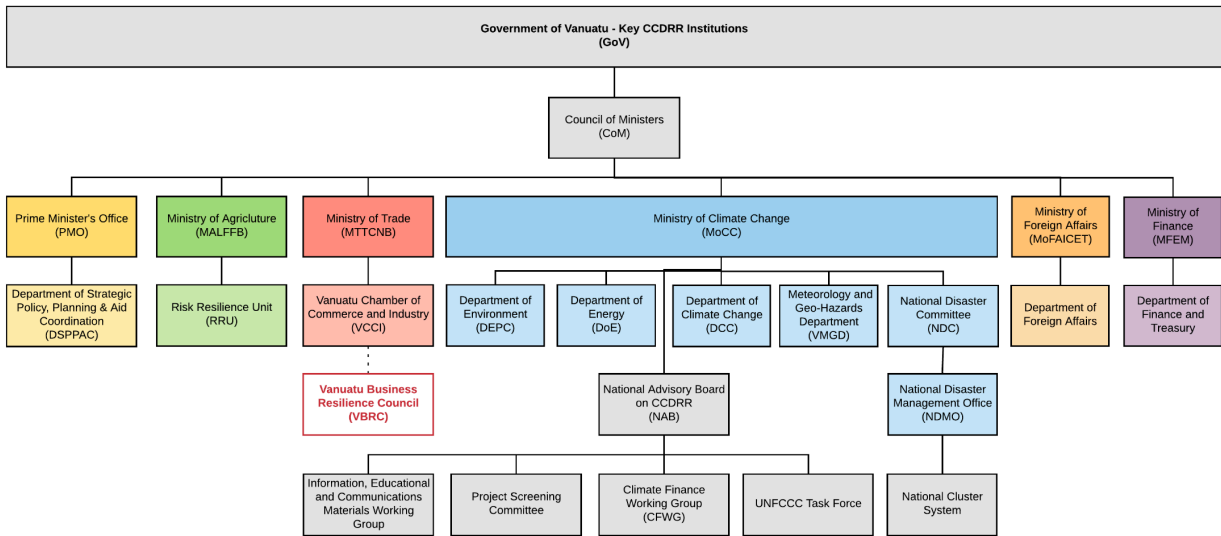 Government of Vanuatu - Key CCDRR Institutions
(GoV)
Council of Ministers
(CoM)
Prime Minister's Office
(PMO)
Ministry of Agricluture
(MALFFB)
Ministry of Trade
(MTTCNB)
Ministry of Climate Change
(MoCC)
Ministry of
Foreign Affairs
(MoFAICET)
Ministry of
Finance
(MFEM)
Department of Strategic
Policy, Planning & Aid
Coordination
(DSPPAC)
Risk Resilience Unit
(RRU)
Vanuatu Chamber of
Commerce and Industry
(VCCI)
Department of
Environment
(DEPC)
Department of
Energy
(DoE)
Department of
Climate Change
(DCC)
Meteorology and
Geo-Hazards
Department
(VMGD)
National Disaster
Committee
(NDC)
Department of
Foreign Affairs
Department of
Finance and
Treasury
Vanuatu Business
Resilience Council
(VBRC)
National Advisory Board
on CCDRR
(NAB)
National Disaster
Management Office
(NDMO)
Information, Educational
and Communications
Materials Working
Group
Project Screening
Committee
Climate Finance
Working Group
(CFWG)
UNFCCC Task Force
National Cluster
System